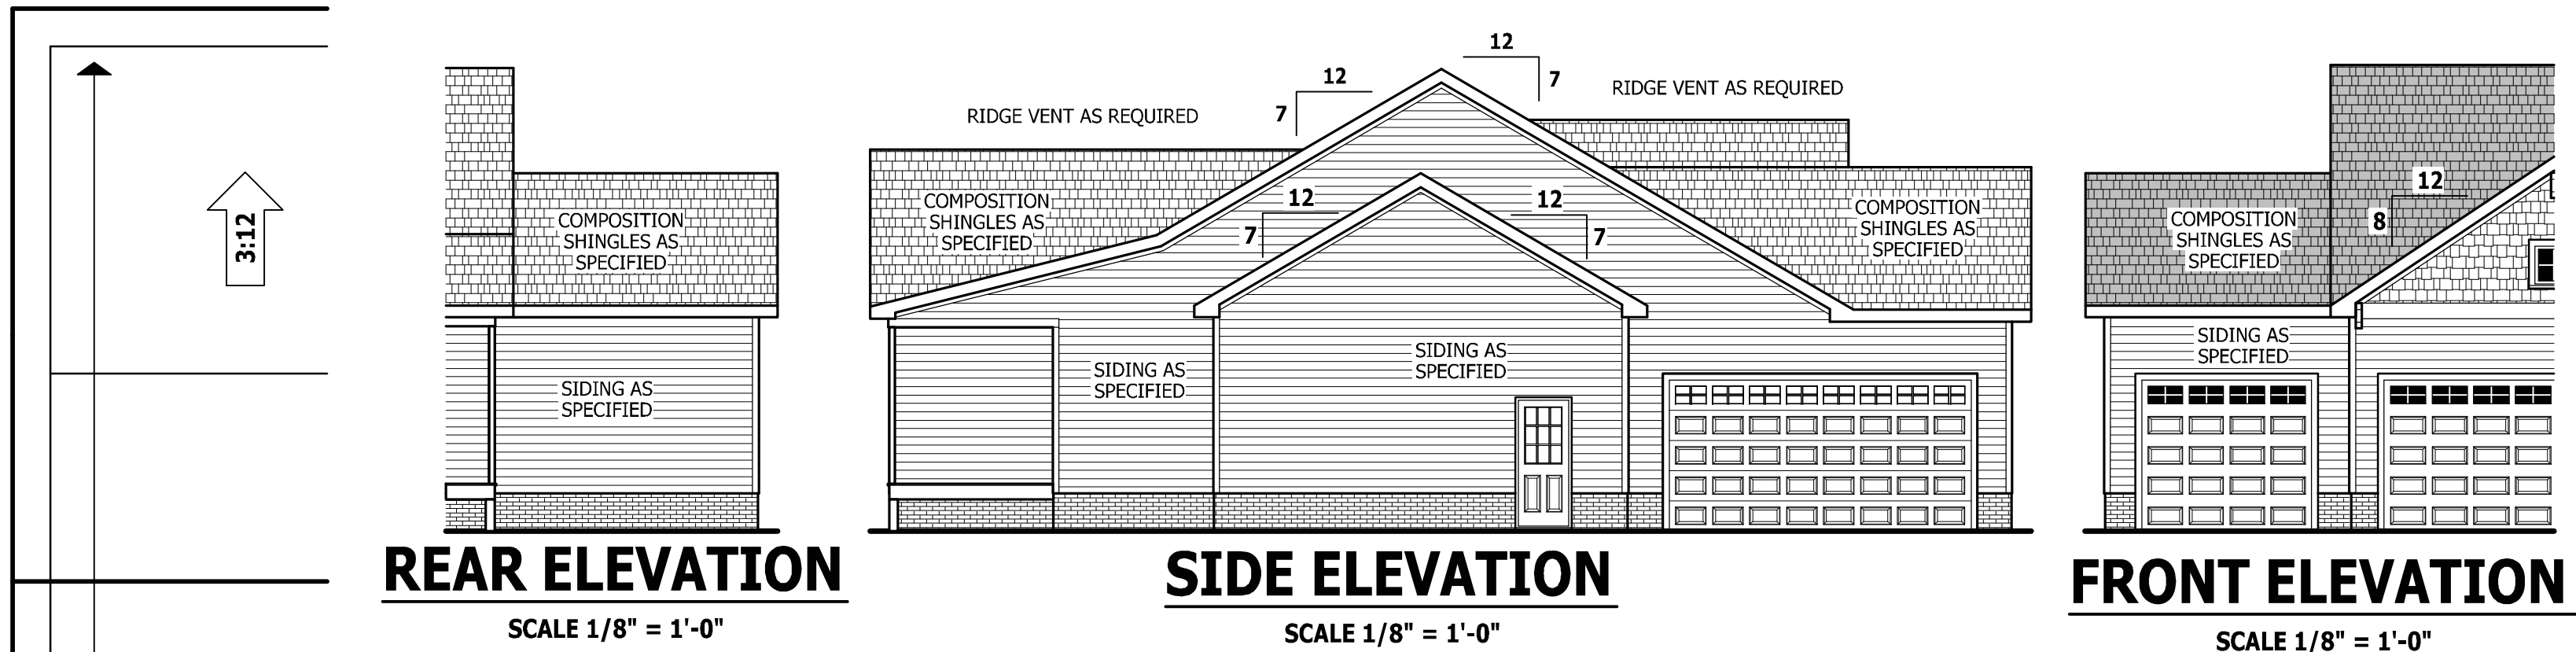 3:12
COMPOSITION
SHINGLES AS
SPECIFIED
SIDING AS
SPECIFIED
REAR ELEVATION
SCALE 1/8" = 1'-0"
12
7
12
7
RIDGE VENT AS REQUIRED
RIDGE VENT AS REQUIRED
COMPOSITION
SHINGLES AS
SPECIFIED
12
7
12
7
COMPOSITION
SHINGLES AS
SPECIFIED
SIDING AS
SPECIFIED
SIDING AS
SPECIFIED
SIDE ELEVATION
SCALE 1/8" = 1'-0"
12
8
COMPOSITION
SHINGLES AS
SPECIFIED
SIDING AS
SPECIFIED
FRONT ELEVATION
SCALE 1/8" = 1'-0"